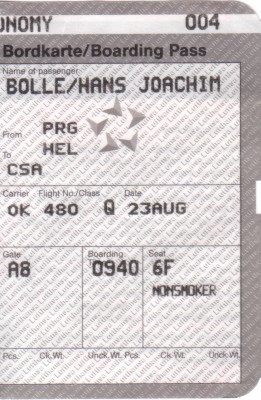 ONOMY 004
Bordkarte/Boarding Pass
Name of passenger
BOLLE/HANS JOACHIM
From PRG
HEL
To
CSA
Carrier Flight No./Class Date
OK 480 Q 23AUG
Gate Boarding Seat
A8 0940 6F
NONSMOKER
Pcs. Ck.Wt. Unck.Wt. Pcs. Ck.Wt. Unck.Wt.